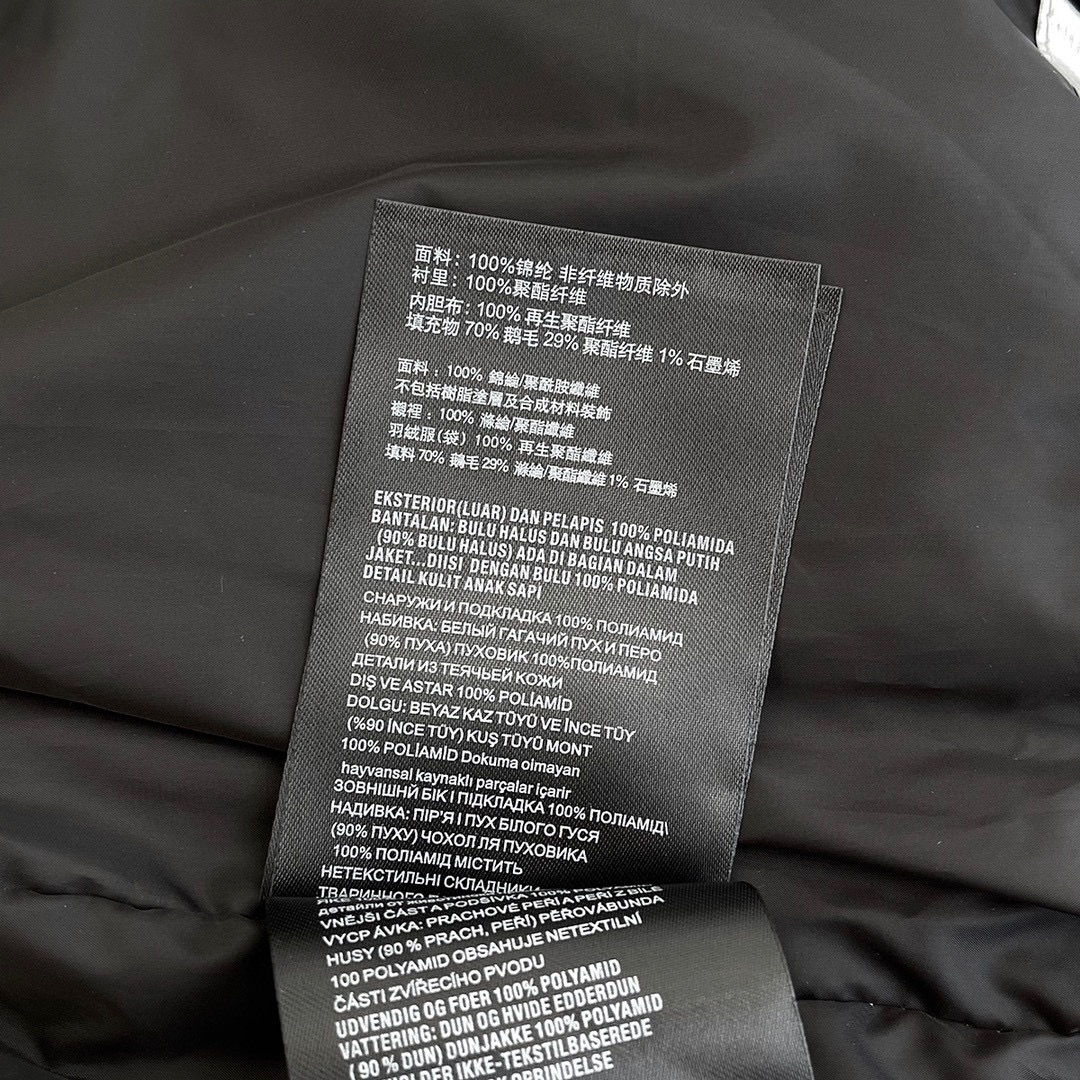 面料：100%锦纶 非纤维物质除外
衬里：100%聚酯纤维
内胆布：100% 再生聚酯纤维
填充物 70% 鹅毛 29% 聚酯纤维 1% 石墨烯
面料：100% 錦綸/聚酰胺纖維
不包括樹脂塗層及合成材料裝飾
襯裡：100% 滌綸/聚酯纖維
羽絨服(袋) 100% 再生聚酯纖維
填料 70% 鵝毛 29% 滌綸/聚酯纖維 1% 石墨烯
EKSTERIOR(LUAR) DAN PELAPIS 100% POLIAMIDA
BANTALAN: BULU HALUS DAN BULU ANGSA PUTIH
(90% BULU HALUS) ADA DI BAGIAN DALAM
JAKET...DIISI DENGAN BULU 100% POLIAMIDA
DETAIL KULIT ANAK SAPI
СНАРУЖИ И ПОДКЛАДКА 100% ПОЛИАМИД
НАБИВКА: БЕЛЫЙ ГАГАЧИЙ ПУХ И ПЕРО
(90% ПУХА) ПУХОВИК 100%ПОЛИАМИД
ДЕТАЛИ ИЗ ТЕЯЧЬЕЙ КОЖИ
DIŞ VE ASTAR 100% POLİAMİD
DOLGU: BEYAZ KAZ TÜYÜ VE İNCE TÜY
(%90 İNCE TÜY) KUŞ TÜYÜ MONT
100% POLİAMİD Dokuma olmayan
hayvansal kaynaklı parçalar içarir
ЗОВНІШНЙ БІК І ПІДКЛАДКА 100% ПОЛІАМІД\
НАДИВКА: ПІР'Я І ПУХ БІЛОГО ГУСЯ
(90% ПУХУ) ЧОХОЛ ЛЯ ПУХОВИКА
100% ПОЛІАМІД МІСТИТЬ
НЕТЕКСТИЛЬНІ СКЛАДНИКИ
ТВАРИННОГО
VNĚJŠI ČÁST A PODŠÍVKA 100% POLYAMID
VYCP ÁVKA: PRACHOVÉ PEŘÍ A PEŘÍ Z BÍLÉ
HUSY (90 % PRACH, PEŘÍ) PÉŘOVÁBUNDA
100 POLYAMID OBSAHUJE NETEXTILNÍ
ČÁSTI ZVÍŘECÍHO PVODU
UDVENDIG OG FOER 100% POLYAMID
VATTERING: DUN OG HVIDE EDDERDUN
( 90 % DUN) DUNJAKKE 100% POLYAMID
IKKE-TEKSTILBASEREDE
OPRINDELSE